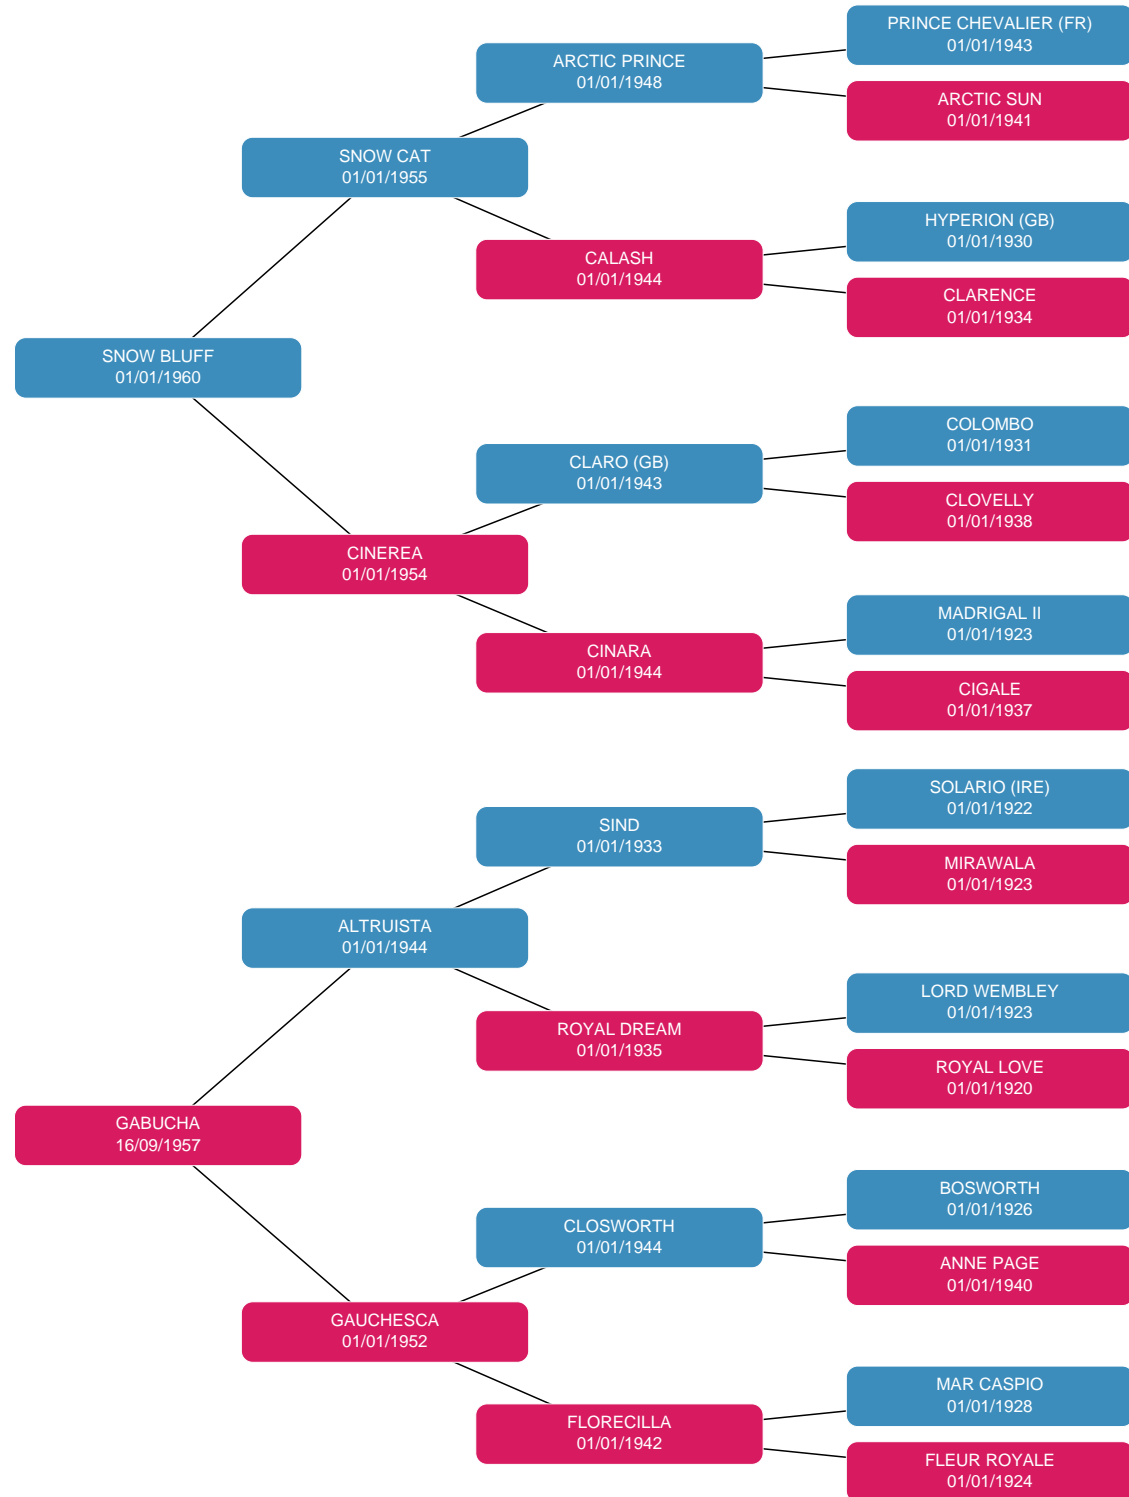 PRINCE CHEVALIER (FR)
01/01/1943
ARCTIC PRINCE
01/01/1948
ARCTIC SUN
01/01/1941
SNOW CAT
01/01/1955
HYPERION (GB)
01/01/1930
CALASH
01/01/1944
CLARENCE
01/01/1934
SNOW BLUFF
01/01/1960
COLOMBO
01/01/1931
CLARO (GB)
01/01/1943
CLOVELLY
01/01/1938
CINEREA
01/01/1954
MADRIGAL II
01/01/1923
CINARA
01/01/1944
CIGALE
01/01/1937
SOLARIO (IRE)
01/01/1922
SIND
01/01/1933
MIRAWALA
01/01/1923
ALTRUISTA
01/01/1944
LORD WEMBLEY
01/01/1923
ROYAL DREAM
01/01/1935
ROYAL LOVE
01/01/1920
GABUCHA
16/09/1957
BOSWORTH
01/01/1926
CLOSWORTH
01/01/1944
ANNE PAGE
01/01/1940
GAUCHESCA
01/01/1952
MAR CASPIO
01/01/1928
FLORECILLA
01/01/1942
FLEUR ROYALE
01/01/1924